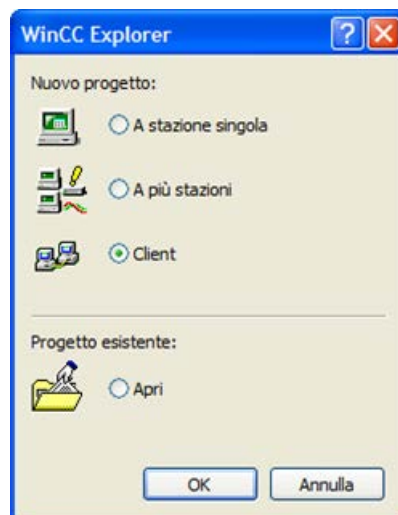 WinCC Explorer
Nuovo progetto:
A stazione singola
A più stazioni
Client
Progetto esistente:
Apri
OK
Annulla